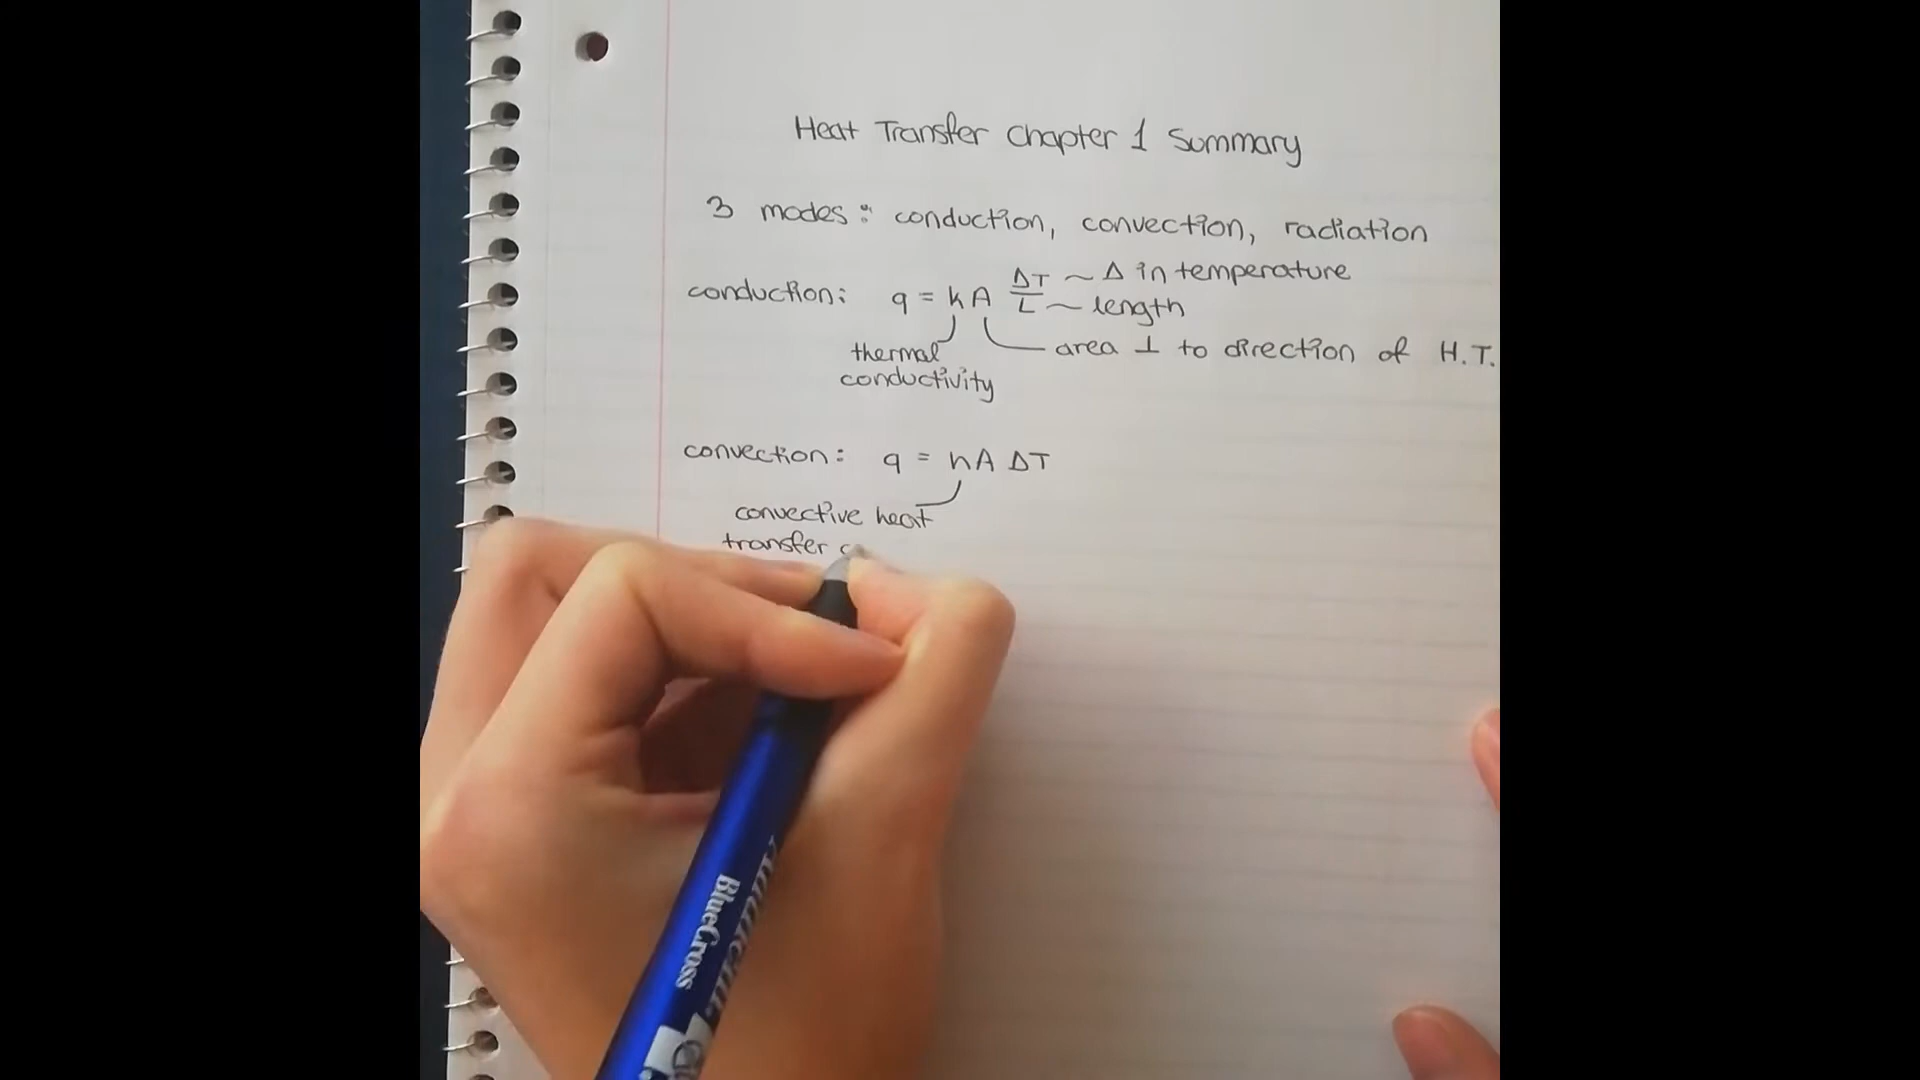 Heat Transfer Chapter 1 Summary
3 modes: conduction, convection, radiation
conduction: q = kA ΔT/L ~ Δ in temperature
~ length
thermal conductivity
area ⊥ to direction of H.T.
convection: q = hA ΔT
convective heat
transfer
BlueCross